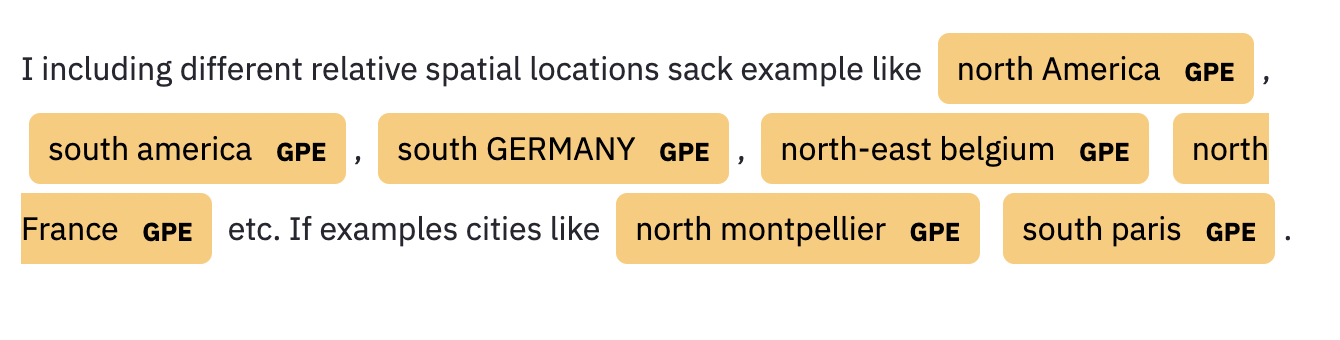 I including different relative spatial locations sack example like north America GPE ,
south america GPE , south GERMANY GPE , north-east belgium GPE north
France GPE etc. If examples cities like north montpellier GPE south paris GPE .